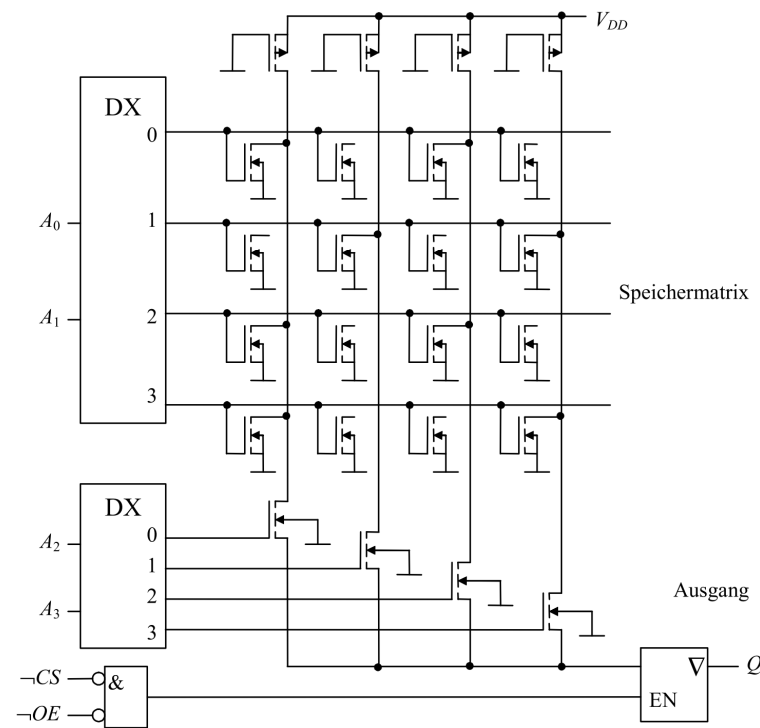 V_DD
DX
0
A_0
1
Speichermatrix
A_1
2
3
DX
0
A_2
1
2
Ausgang
A_3
3
¬CS
&
∇
Q
EN
¬OE